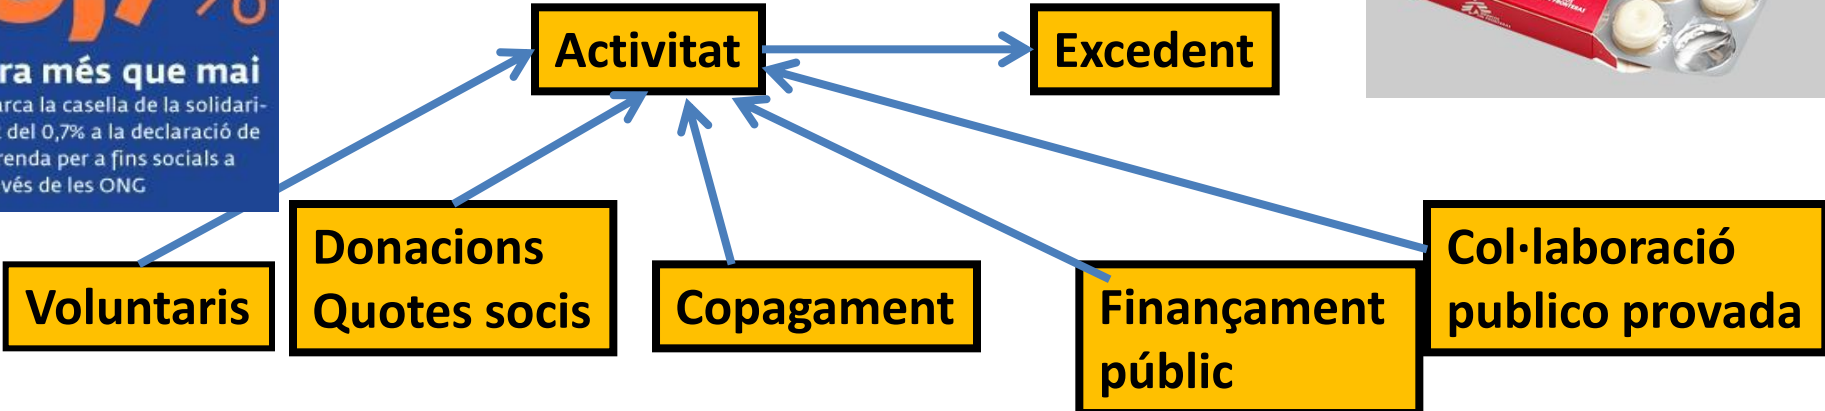 7%
ra més que mai
arca la casella de la solidari-
del 0,7% a la declaració de
renda per a fins socials a
vés de les ONG
Activitat
Excedent
Voluntaris
Donacions
Quotes socis
Copagament
Finançament
públic
Col·laboració
publico provada